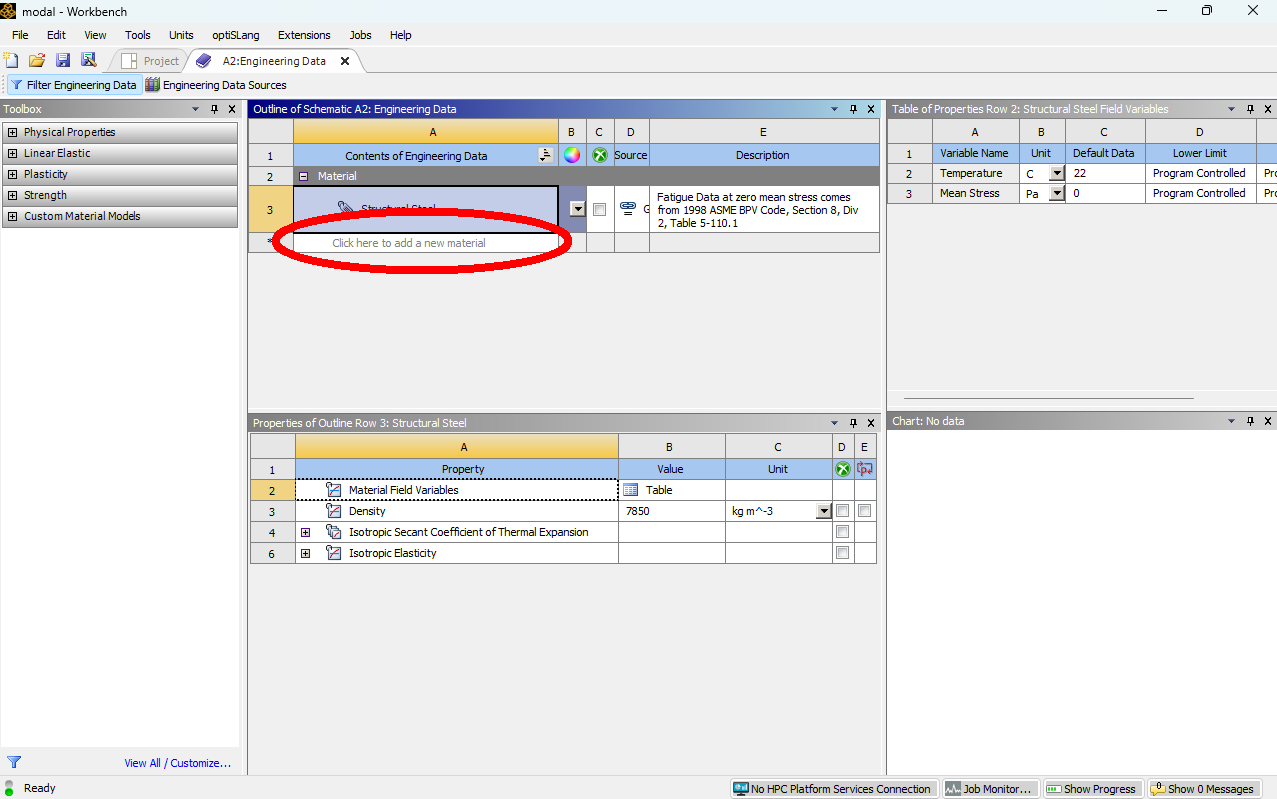 modal - Workbench
File Edit View Tools Units optiSLang Extensions Jobs Help
Project A2:Engineering Data
Filter Engineering Data Engineering Data Sources
Toolbox
Physical Properties
Linear Elastic
Plasticity
Strength
Custom Material Models
View All / Customize...
Outline of Schematic A2: Engineering Data
A B C D E
1 Contents of Engineering Data Source Description
2 Material
3 Structural Steel Fatigue Data at zero mean stress comes
from 1998 ASME BPV Code, Section 8, Div
2, Table 5-110.1
* Click here to add a new material
Properties of Outline Row 3: Structural Steel
A B C D E
1 Property Value Unit
2 Material Field Variables Table
3 Density 7850 kg m^-3
4 Isotropic Secant Coefficient of Thermal Expansion
6 Isotropic Elasticity
Table of Properties Row 2: Structural Steel Field Variables
A B C D
1 Variable Name Unit Default Data Lower Limit
2 Temperature C 22 Program Controlled Pro
3 Mean Stress Pa 0 Program Controlled Pro
Chart: No data
Ready
No HPC Platform Services Connection Job Monitor... Show Progress Show 0 Messages